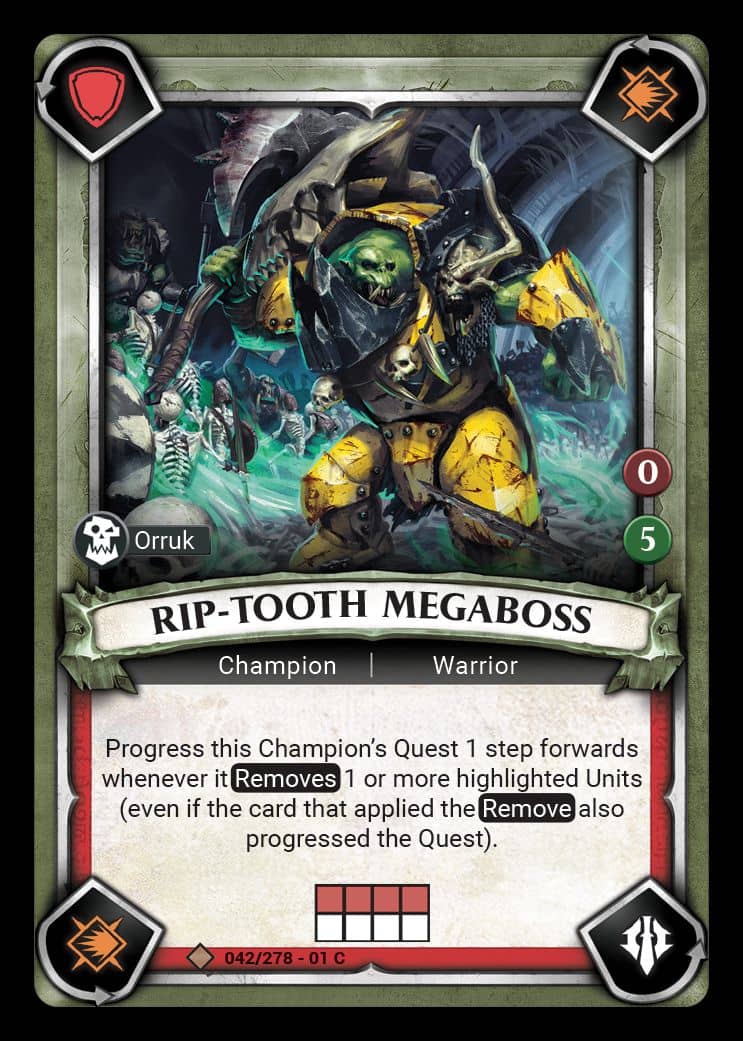 0
5
Orruk
RIP-TOOTH MEGABOSS
Champion | Warrior
Progress this Champion’s Quest 1 step forwards
whenever it Removes 1 or more highlighted Units
(even if the card that applied the Remove also
progressed the Quest).
042/278 - 01 C